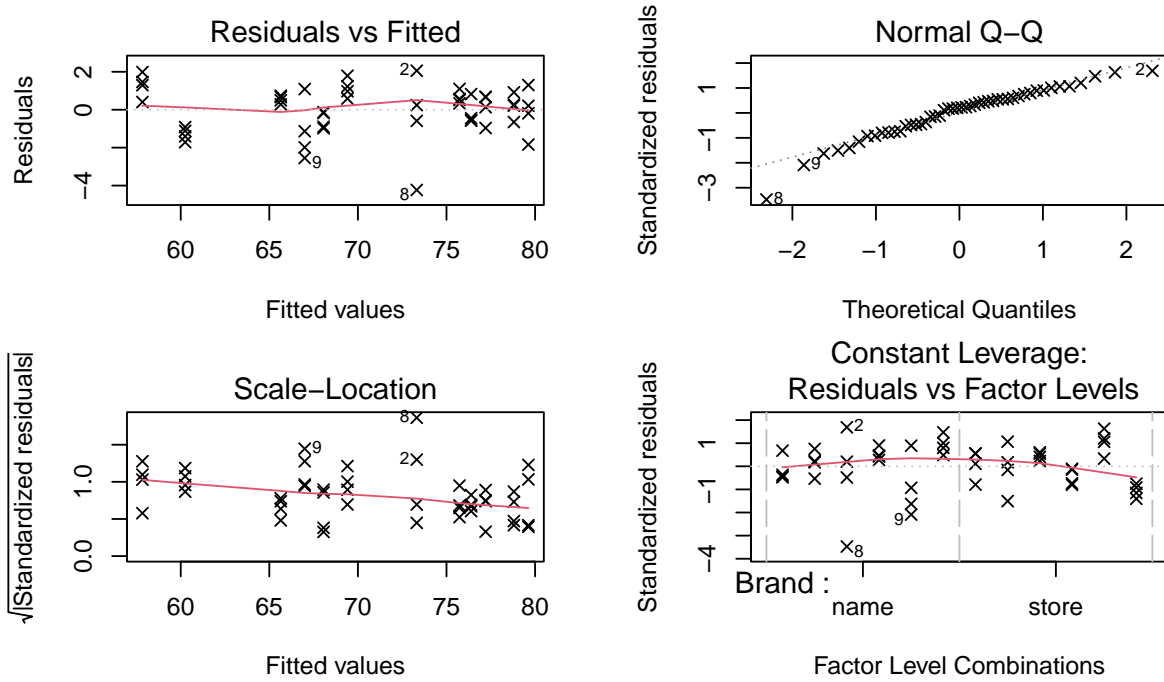 Residuals vs Fitted
Residuals
2
0
−4
2
9
8
60 65 70 75 80
Fitted values
Normal Q−Q
Standardized residuals
1
−1
−3
2
9
8
−2 −1 0 1 2
Theoretical Quantiles
Scale−Location
√|Standardized residuals|
1.0
0.0
8
9
2
60 65 70 75 80
Fitted values
Constant Leverage:
Residuals vs Factor Levels
Standardized residuals
1
−1
−4
2
9
8
Brand :
name store
Factor Level Combinations